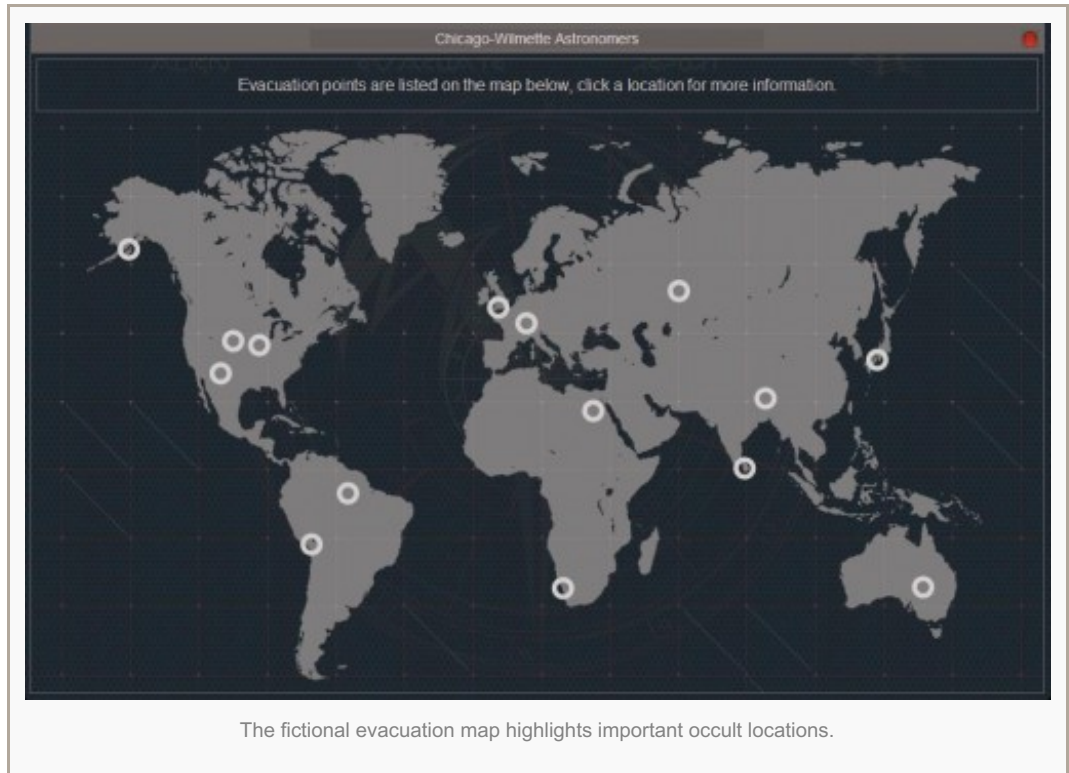 Chicago-Wilmette Astronomers
Evacuation points are listed on the map below, click a location for more information.
The fictional evacuation map highlights important occult locations.